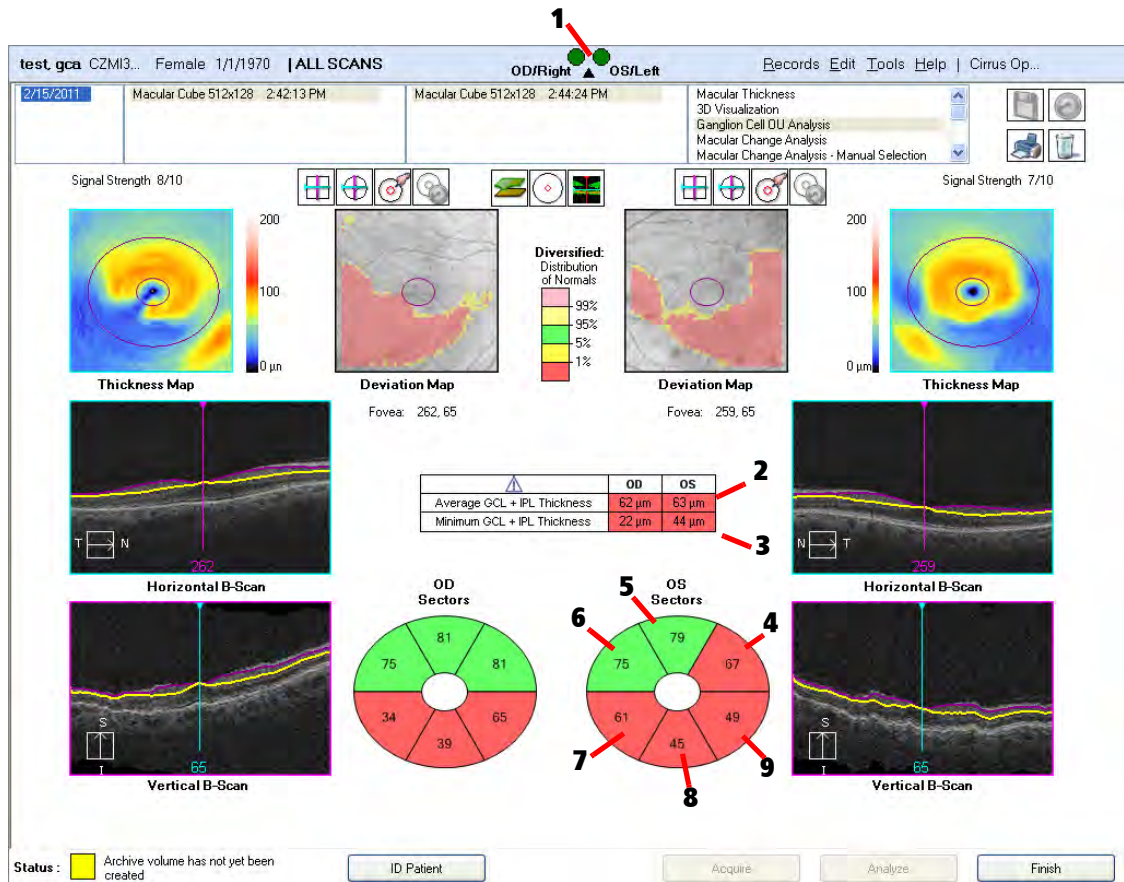 1
test, gca CZMI3... Female 1/1/1970 | ALL SCANS OD/Right ▲ OS/Left Records Edit Tools Help | Cirrus Op...
2/15/2011 Macular Cube 512x128 2:42:13 PM Macular Cube 512x128 2:44:24 PM Macular Thickness
3D Visualization
Ganglion Cell OU Analysis
Macular Change Analysis
Macular Change Analysis - Manual Selection
Signal Strength 8/10 Signal Strength 7/10
200
100
0 µm
Thickness Map
Deviation Map
Fovea: 262, 65
Diversified:
Distribution
of Normals
99%
95%
5%
1%
Deviation Map
Fovea: 259, 65
200
100
0 µm
Thickness Map
T N
262
Horizontal B-Scan
OD OS
Average GCL + IPL Thickness 62 µm 63 µm
Minimum GCL + IPL Thickness 22 µm 44 µm
2
3
N T
259
Horizontal B-Scan
S
I
65
Vertical B-Scan
OD
Sectors
81
75 81
34 65
39
OS
Sectors
79
75 67
61 49
45
5
6
4
7
8
9
S
I
65
Vertical B-Scan
Status : Archive volume has not yet been
created
ID Patient Acquire Analyze Finish